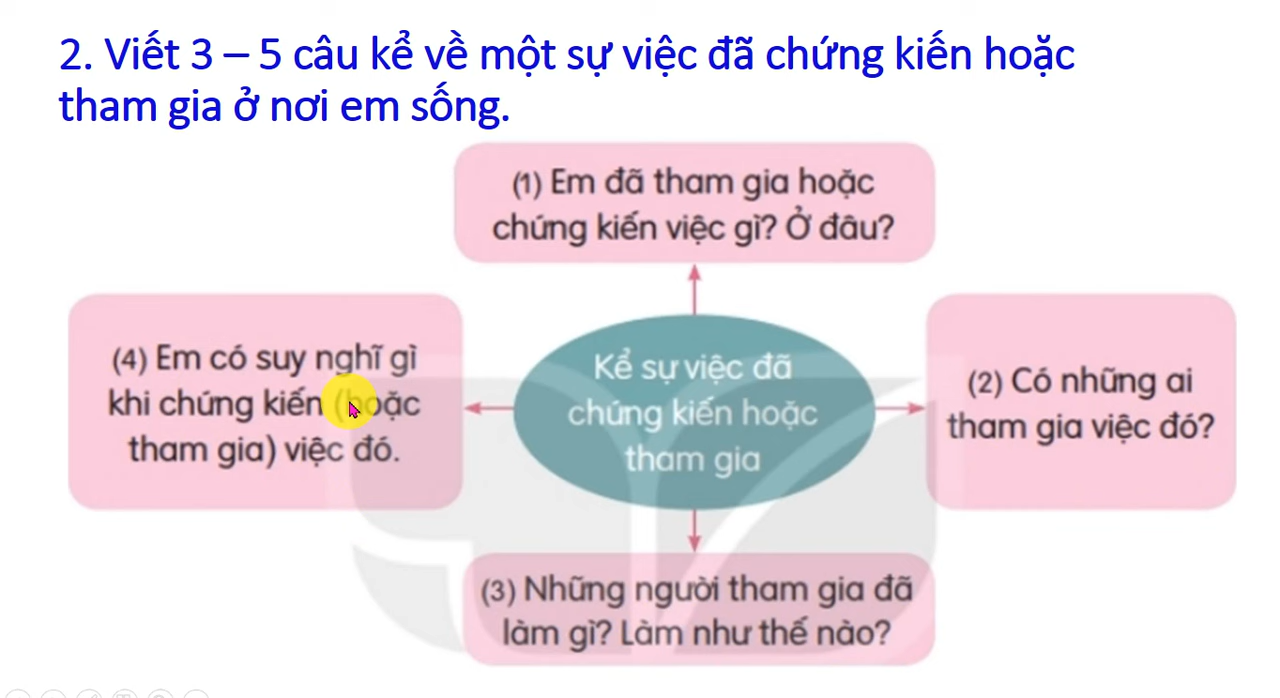 2. Viết 3 – 5 câu kể về một sự việc đã chứng kiến hoặc
tham gia ở nơi em sống.
(1) Em đã tham gia hoặc
chứng kiến việc gì? Ở đâu?
Kể sự việc đã
chứng kiến hoặc
tham gia
(2) Có những ai
tham gia việc đó?
(3) Những người tham gia đã
làm gì? Làm như thế nào?
(4) Em có suy nghĩ gì
khi chứng kiến (hoặc
tham gia) việc đó.